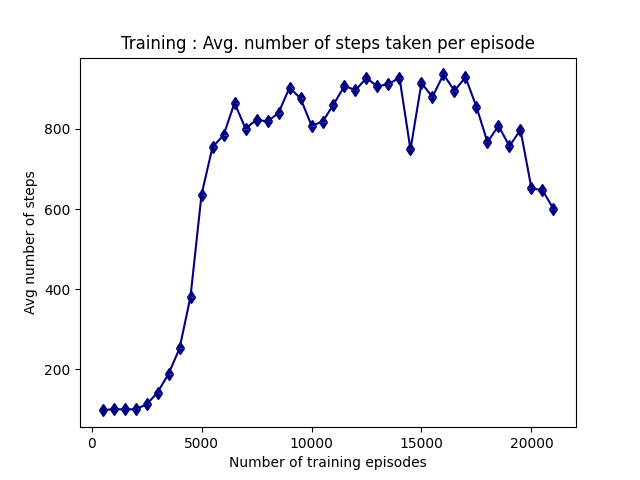 Training : Avg. number of steps taken per episode
800
600
400
200
Avg number of steps
0 5000 10000 15000 20000
Number of training episodes